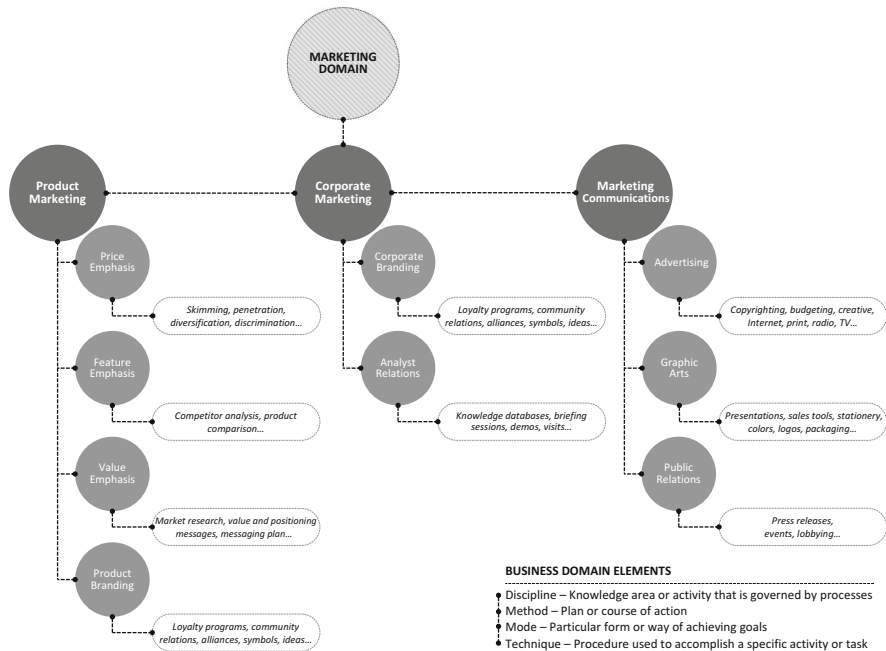 MARKETING
DOMAIN
Product
Marketing
Corporate
Marketing
Marketing
Communications
Price
Emphasis
Skimming, penetration,
diversification, discrimination...
Feature
Emphasis
Competitor analysis, product
comparison...
Value
Emphasis
Market research, value and positioning
messages, messaging plan...
Product
Branding
Loyalty programs, community
relations, alliances, symbols, ideas...
Corporate
Branding
Loyalty programs, community
relations, alliances, symbols, ideas...
Analyst
Relations
Knowledge databases, briefing
sessions, demos, visits...
Advertising
Copyrighting, budgeting, creative,
Internet, print, radio, TV...
Graphic
Arts
Presentations, sales tools, stationery,
colors, logos, packaging...
Public
Relations
Press releases,
events, lobbying...
BUSINESS DOMAIN ELEMENTS
Discipline – Knowledge area or activity that is governed by processes
Method – Plan or course of action
Mode – Particular form or way of achieving goals
Technique – Procedure used to accomplish a specific activity or task